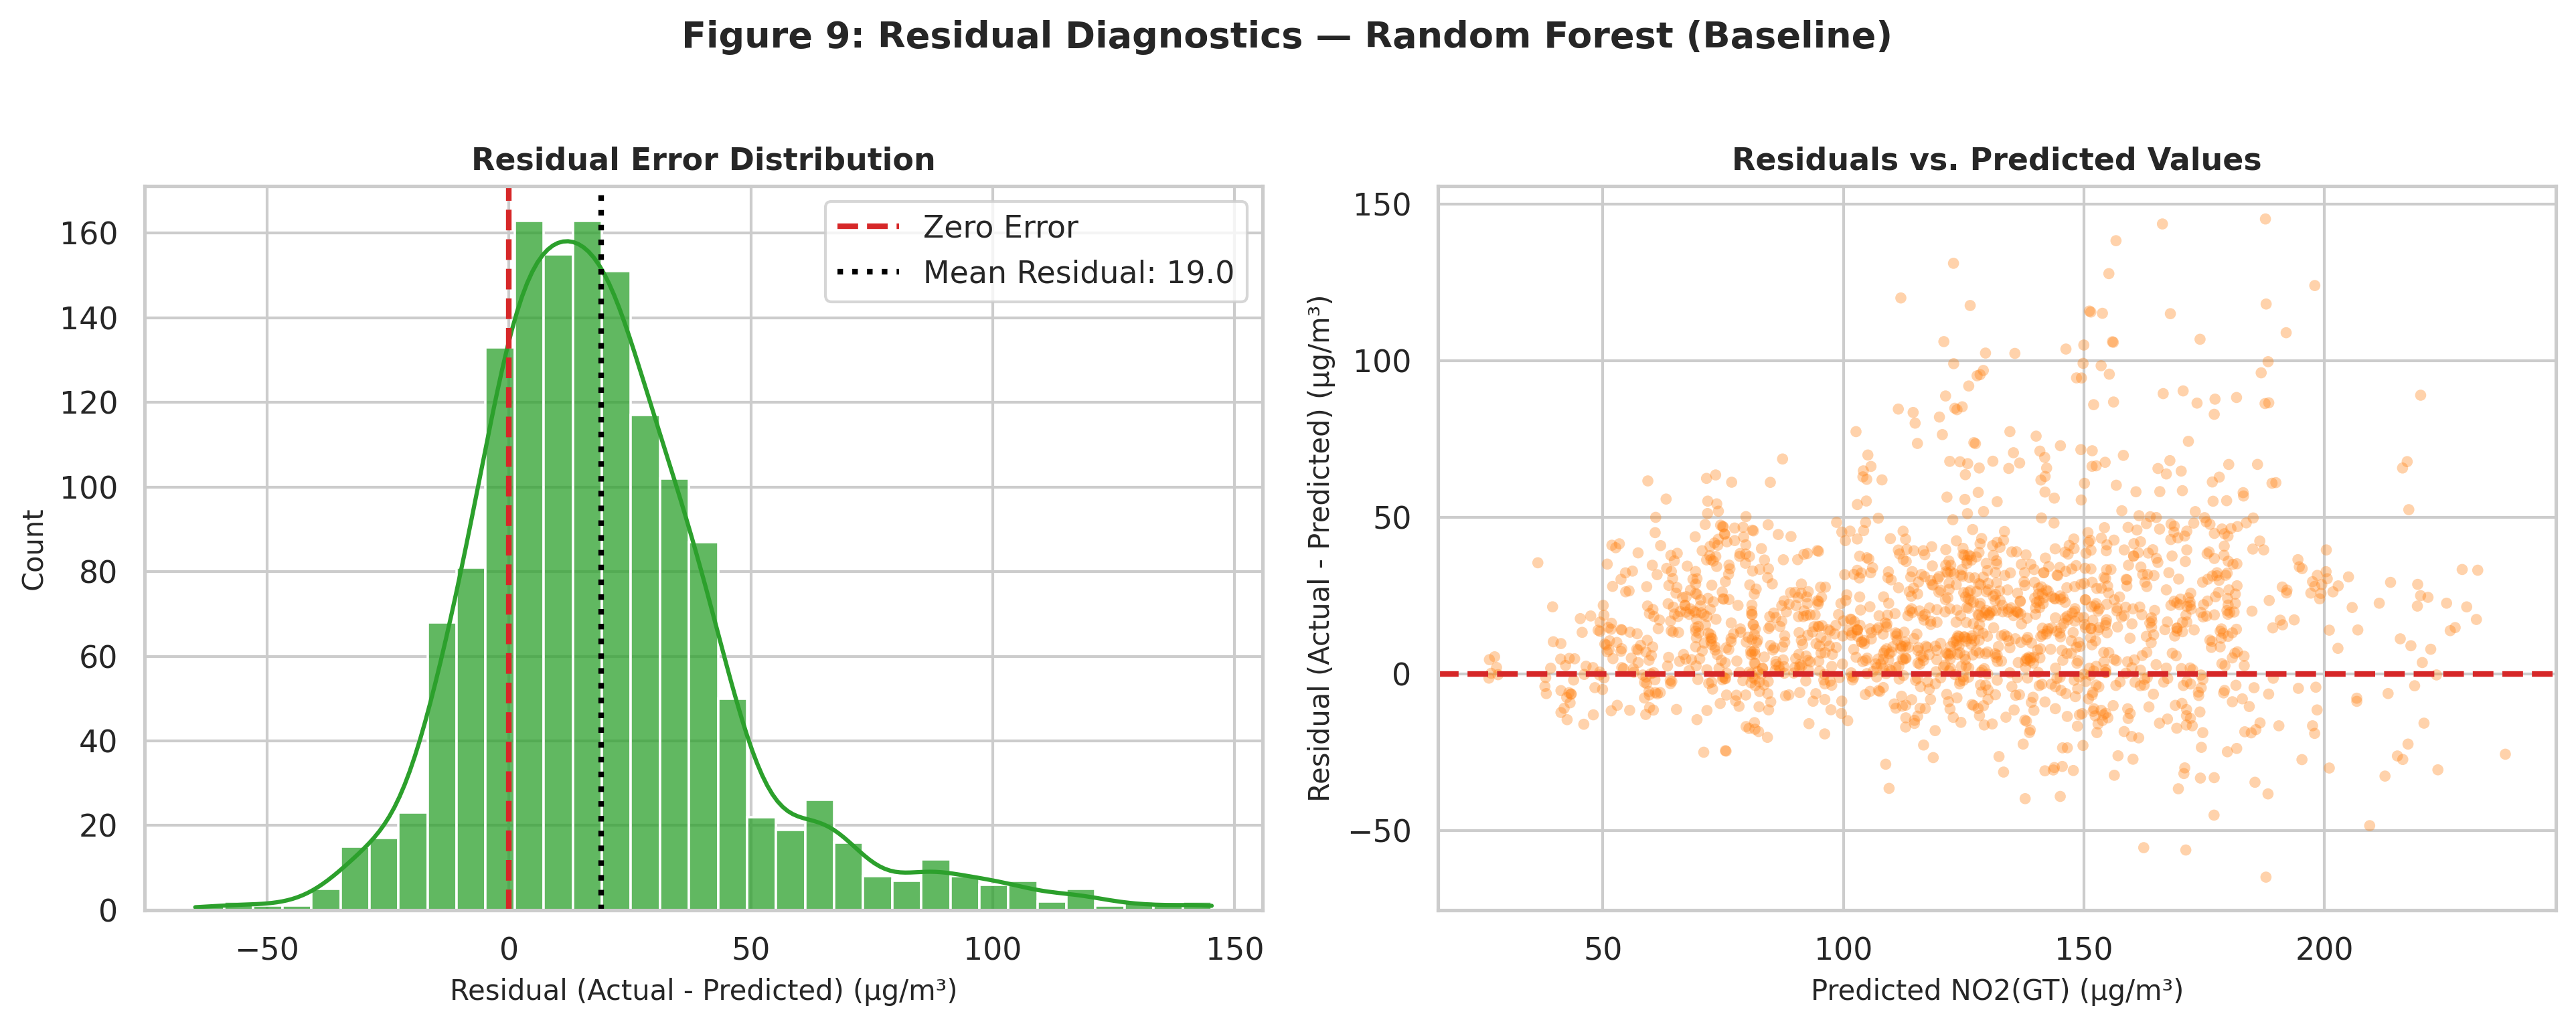 Figure 9: Residual Diagnostics — Random Forest (Baseline)
Residual Error Distribution
Zero Error
Mean Residual: 19.0
Count
160
140
120
100
80
60
40
20
0
−50
0
50
100
150
Residual (Actual - Predicted) (µg/m³)
Residuals vs. Predicted Values
Residual (Actual - Predicted) (µg/m³)
150
100
50
0
−50
50
100
150
200
Predicted NO2(GT) (µg/m³)